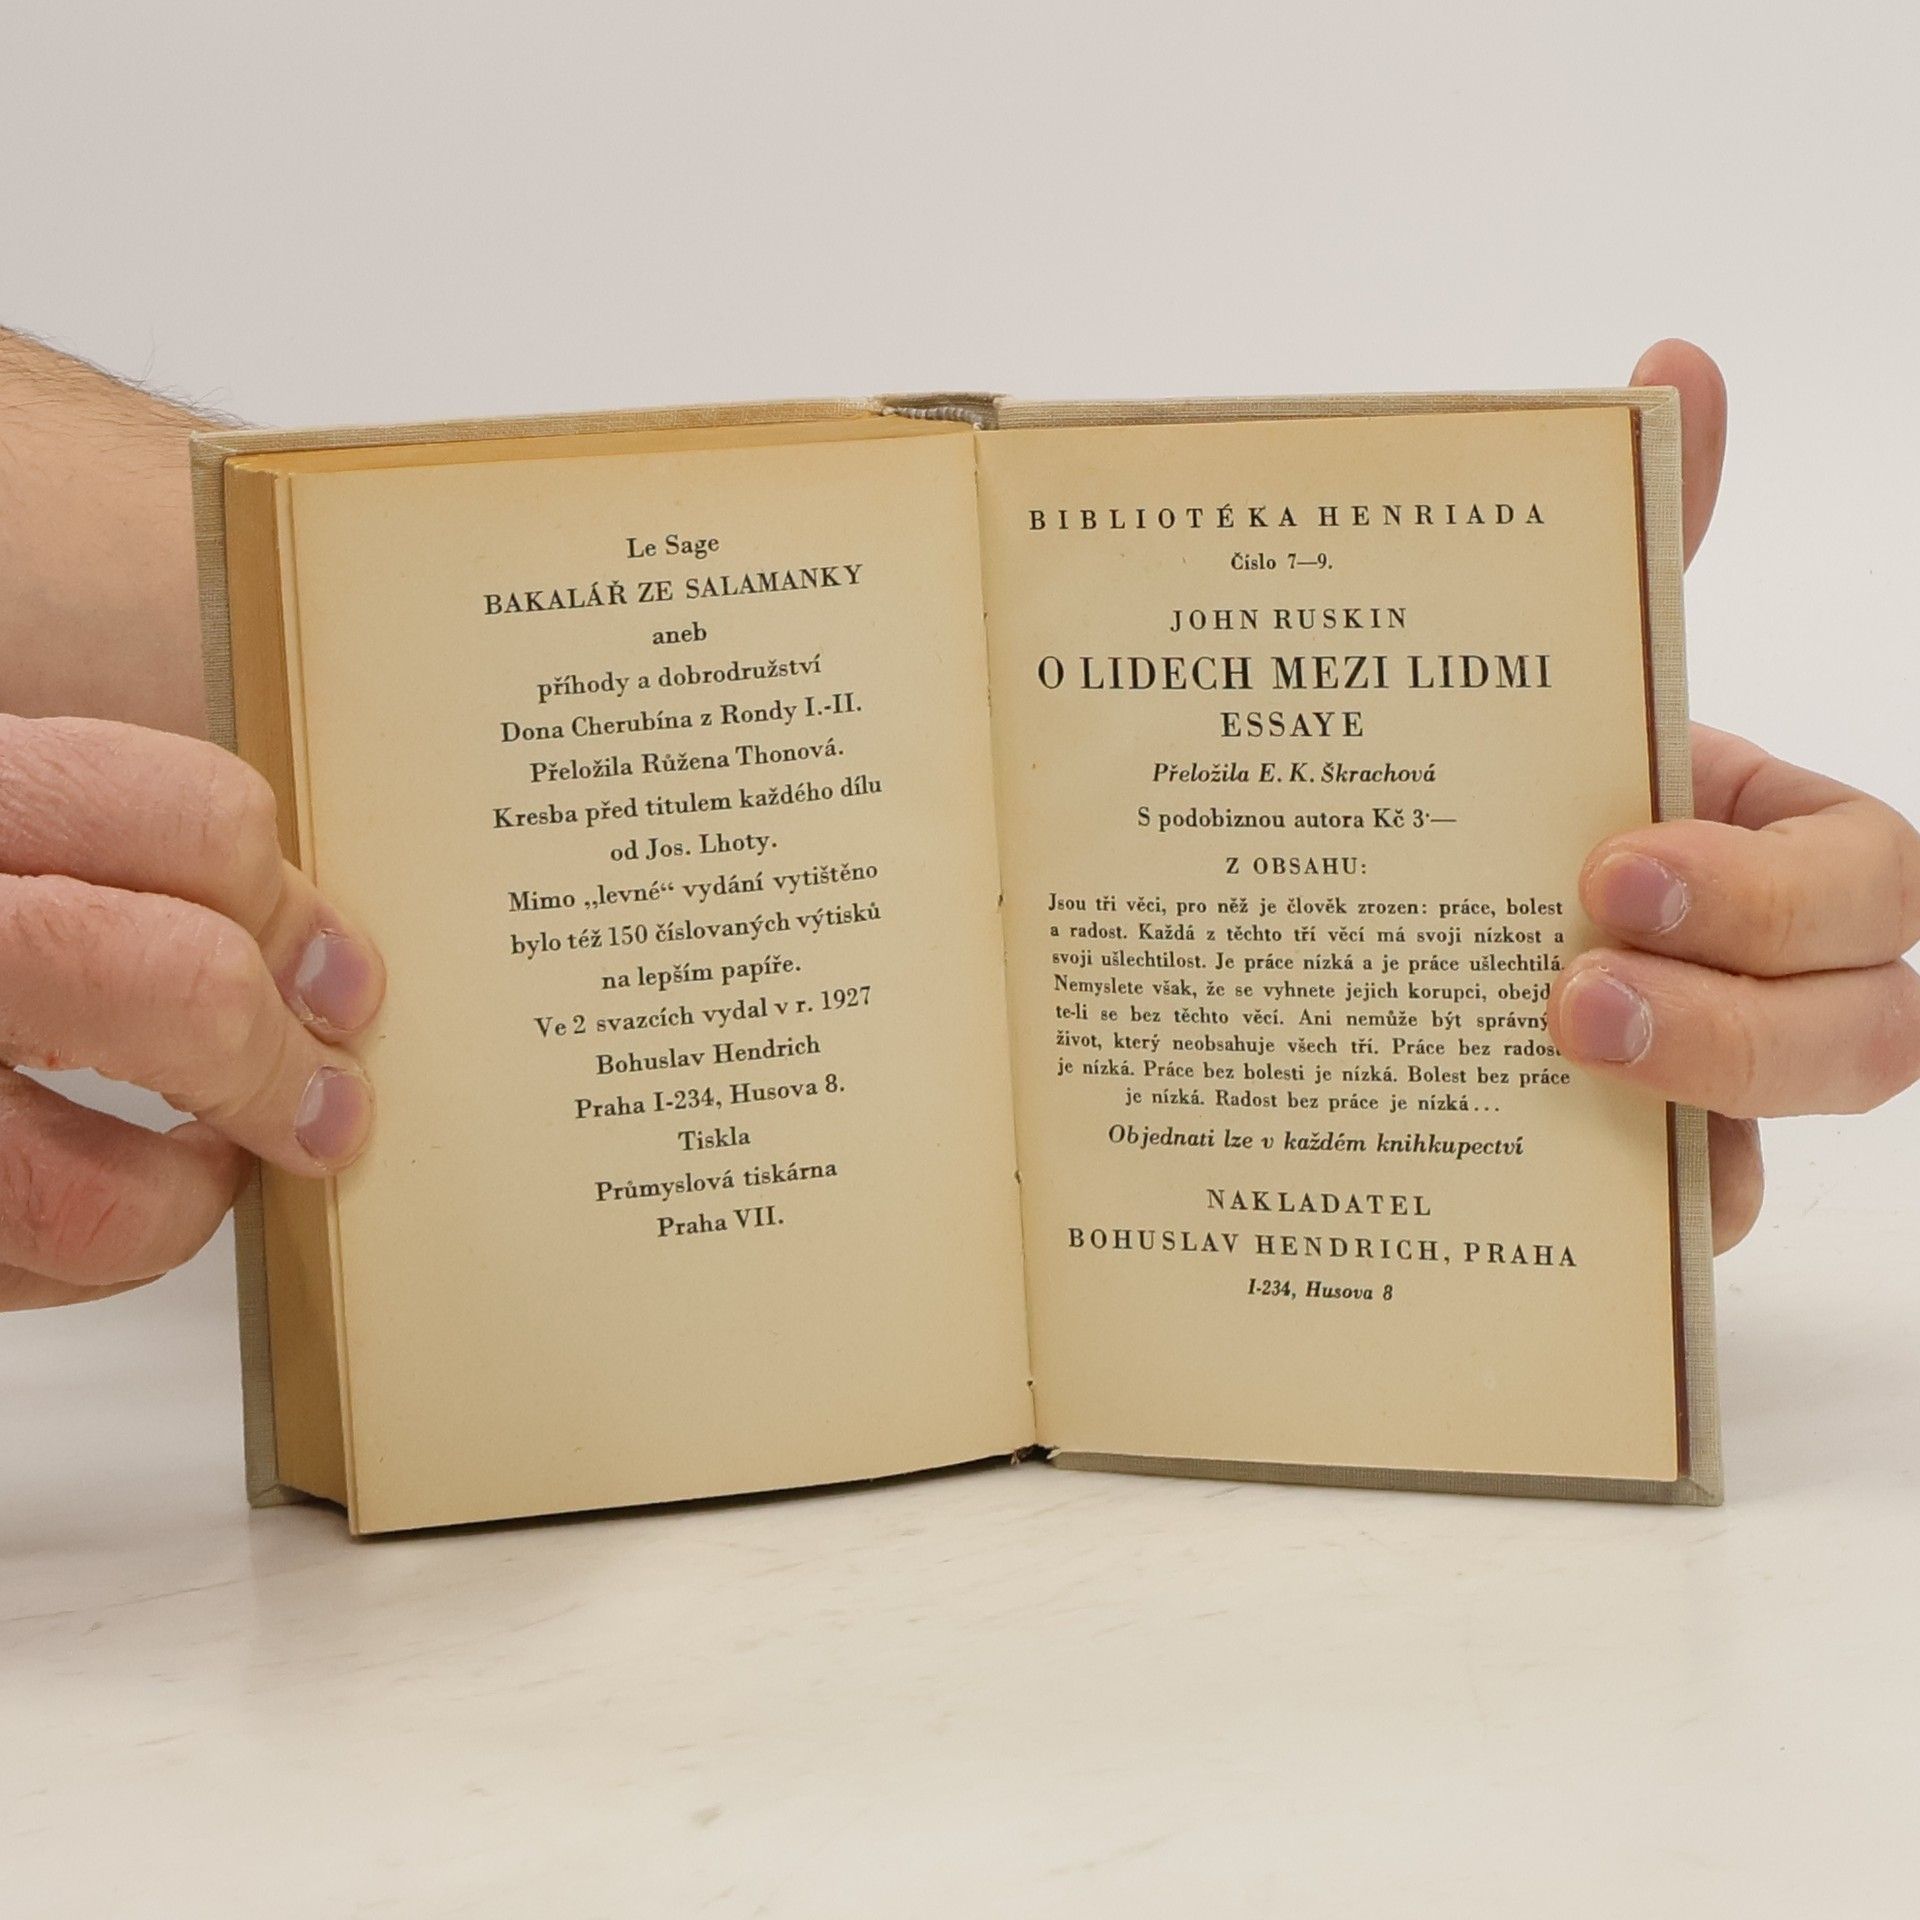 Le Sage
BAKALÁŘ ZE SALAMANKY
aneb
příhody a dobrodružství
Dona Cherubína z Rondy I.-II.
Přeložila Růžena Thonová.
Kresba před titulem každého dílu
od Jos. Lhoty.
Mimo „levné“ vydání vytištěno
bylo též 150 číslovaných výtisků
na lepším papíře.
Ve 2 svazcích vydal v r. 1927
Bohuslav Hendrich
Praha I-234, Husova 8.
Tiskla
Průmyslová tiskárna
Praha VII.
BIBLIOTÉKA HENRIADA
Číslo 7—9.
JOHN RUSKIN
O LIDECH MEZI LIDMI
ESSAYE
Přeložila E. K. Škrachová
S podobiznou autora Kč 3·—
Z OBSAHU:
Jsou tři věci, pro něž je člověk zrozen: práce, bolest
a radost. Každá z těchto tří věcí má svoji nízkost a
svoji ušlechtilost. Je práce nízká a je práce ušlechtilá.
Nemyslete však, že se vyhnete jejich korupci, obejd
te-li se bez těchto věcí. Ani nemůže být správný
život, který neobsahuje všech tří. Práce bez rados
je nízká. Práce bez bolesti je nízká. Bolest bez práce
je nízká. Radost bez práce je nízká...
Objednati lze v každém knihkupectví
NAKLADATEL
BOHUSLAV HENDRICH, PRAHA
I-234, Husova 8